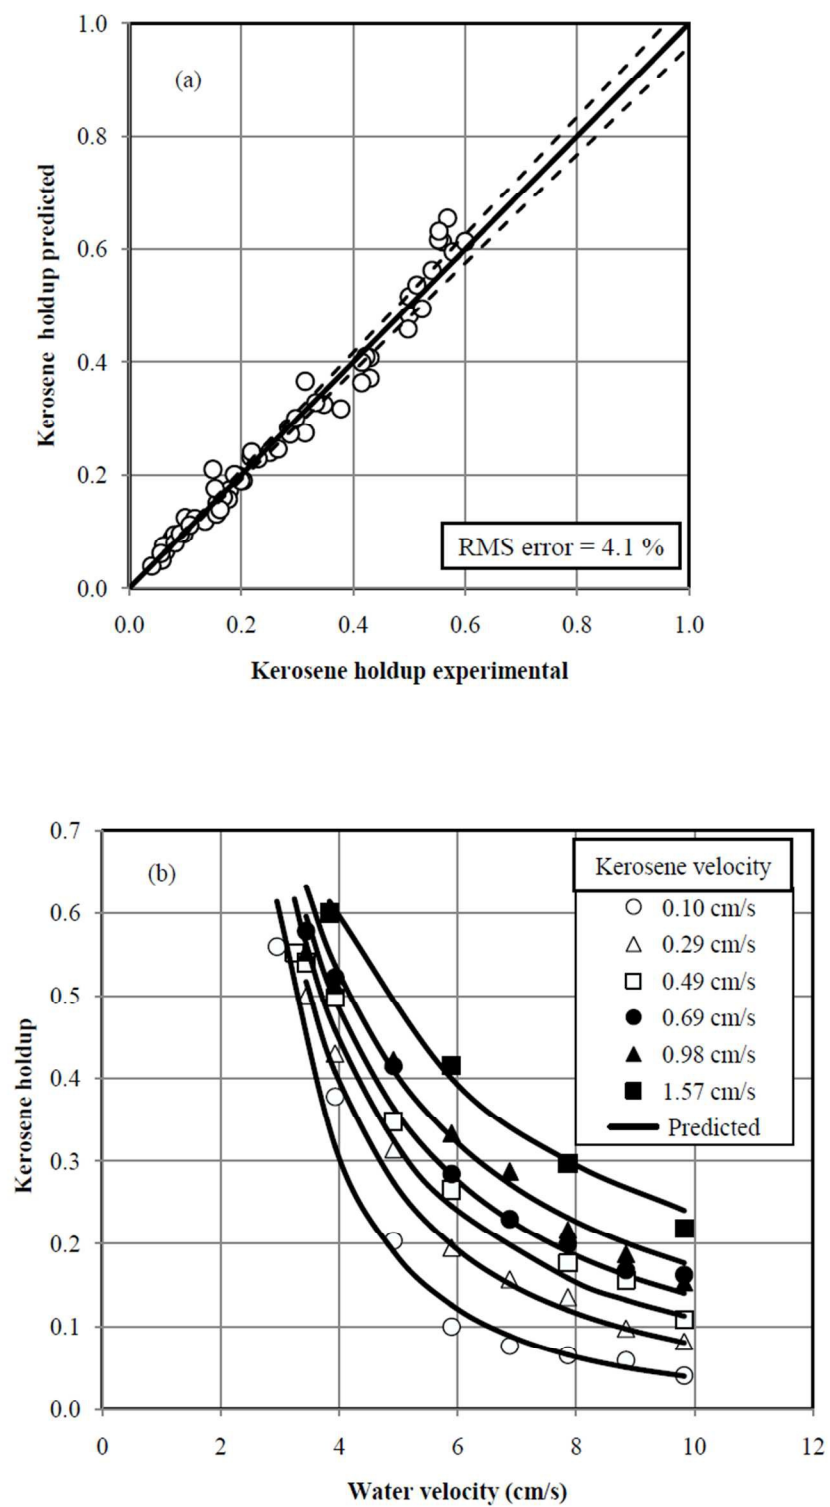 1.0
(a)
0.8
Kerosene holdup predicted
0.6
0.4
0.2
RMS error = 4.1 %
0.0
0.0 0.2 0.4 0.6 0.8 1.0
Kerosene holdup experimental
0.7
(b)
Kerosene velocity
0.6
0.10 cm/s
0.29 cm/s
0.5
0.49 cm/s
0.69 cm/s
0.4
0.98 cm/s
1.57 cm/s
Predicted
Kerosene holdup
0.3
0.2
0.1
0.0
0 2 4 6 8 10 12
Water velocity (cm/s)